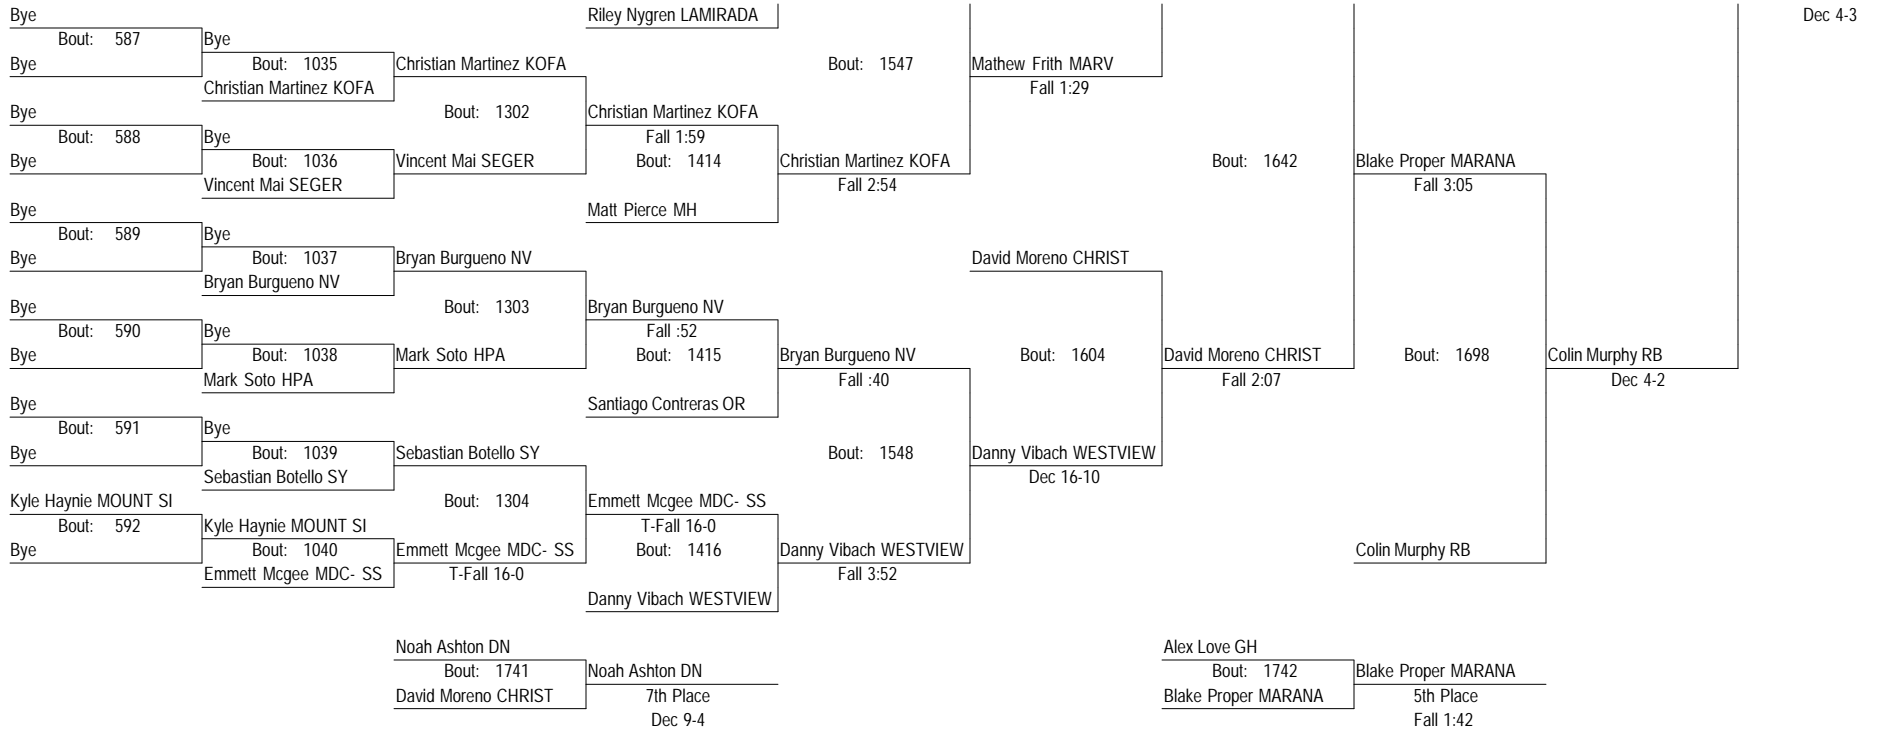 Bye Riley Nygren LAMIRADA Dec 4-3
Bout: 587 Bye
Bye Bout: 1035 Christian Martinez KOFA Bout: 1547 Mathew Frith MARV
Christian Martinez KOFA Fall 1:29
Bye Bout: 1302 Christian Martinez KOFA
Bout: 588 Bye Fall 1:59
Bye Bout: 1036 Vincent Mai SEGER Bout: 1414 Christian Martinez KOFA Bout: 1642 Blake Proper MARANA
Vincent Mai SEGER Fall 2:54 Fall 3:05
Bye Matt Pierce MH
Bout: 589 Bye
Bye Bout: 1037 Bryan Burgueno NV David Moreno CHRIST
Bryan Burgueno NV
Bye Bout: 1303 Bryan Burgueno NV
Bout: 590 Bye Fall :52
Bye Bout: 1038 Mark Soto HPA Bout: 1415 Bryan Burgueno NV Bout: 1604 David Moreno CHRIST Bout: 1698 Colin Murphy RB
Mark Soto HPA Fall :40 Fall 2:07 Dec 4-2
Bye Santiago Contreras OR
Bout: 591 Bye
Bye Bout: 1039 Sebastian Botello SY Bout: 1548 Danny Vibach WESTVIEW
Sebastian Botello SY Dec 16-10
Kyle Haynie MOUNT SI Bout: 1304 Emmett Mcgee MDC- SS
Bout: 592 Kyle Haynie MOUNT SI T-Fall 16-0
Bye Bout: 1040 Emmett Mcgee MDC- SS Bout: 1416 Danny Vibach WESTVIEW Colin Murphy RB
Emmett Mcgee MDC- SS T-Fall 16-0 Fall 3:52
Danny Vibach WESTVIEW
Noah Ashton DN Alex Love GH
Bout: 1741 Noah Ashton DN Bout: 1742 Blake Proper MARANA
David Moreno CHRIST 7th Place Blake Proper MARANA 5th Place
Dec 9-4 Fall 1:42